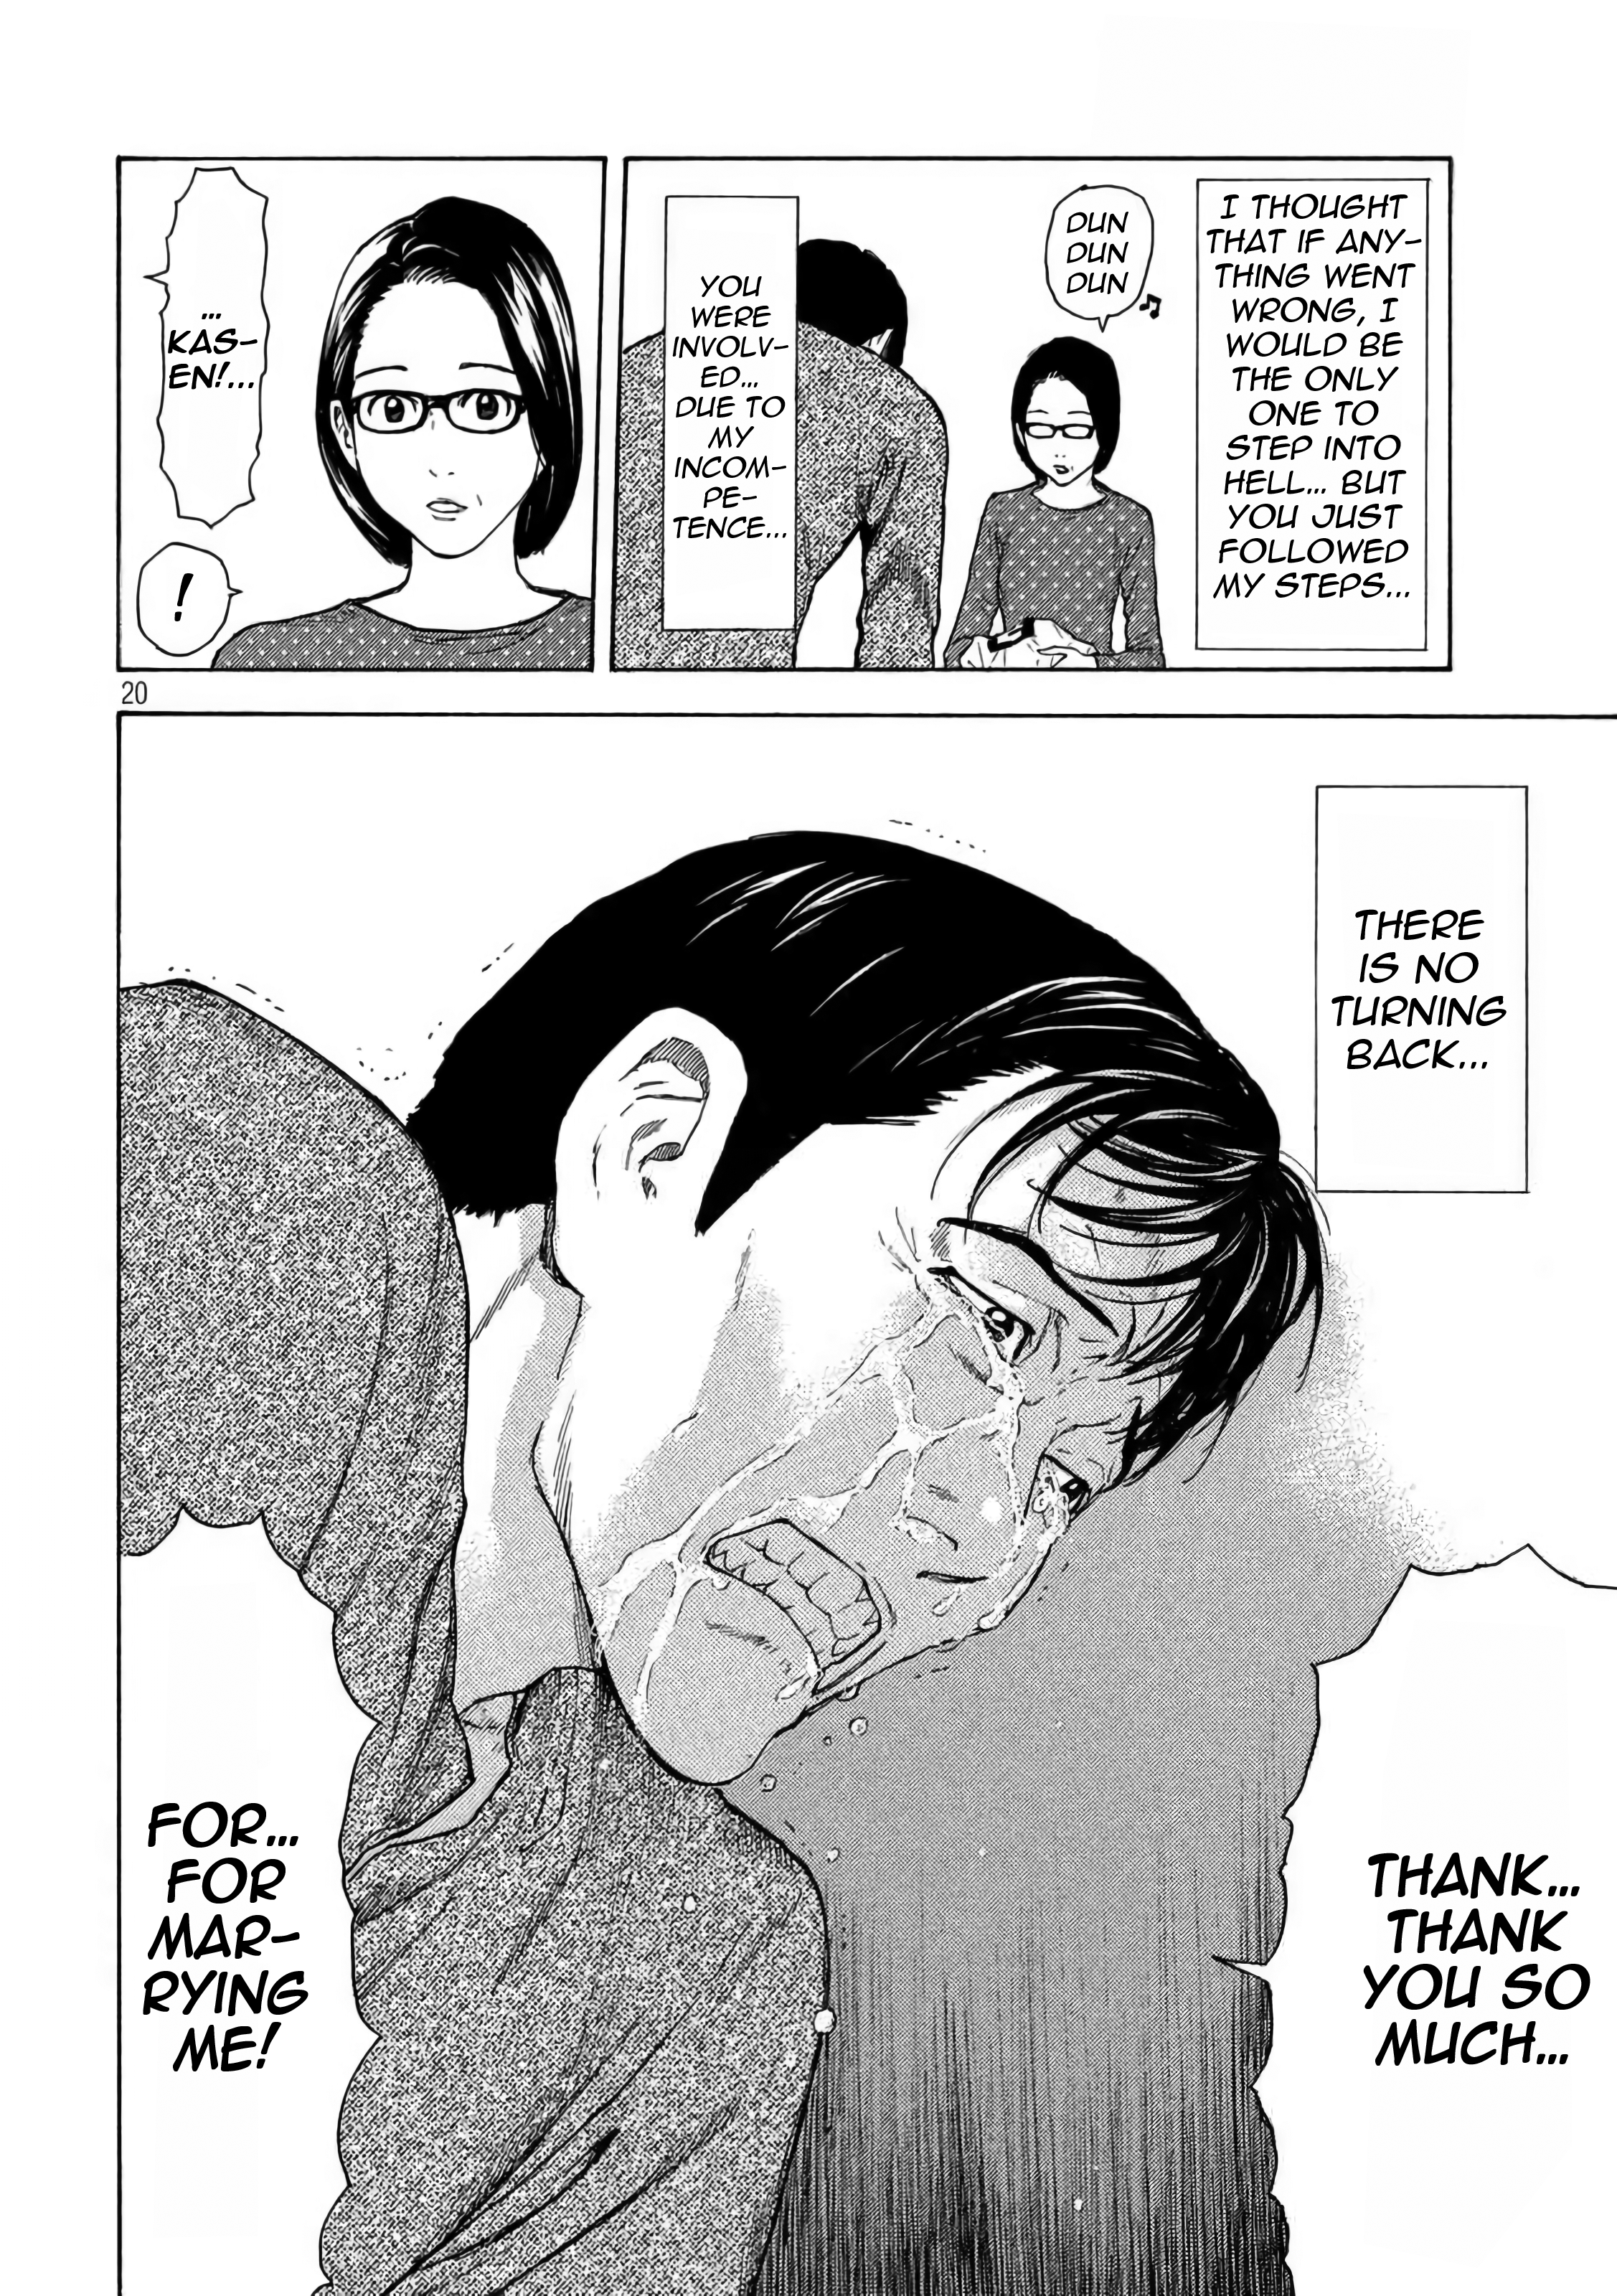 I THOUGHT
THAT IF ANY-
THING WENT
WRONG, I
WOULD BE
THE ONLY
ONE TO
STEP INTO
HELL... BUT
YOU JUST
FOLLOWED
MY STEPS...
DUN
DUN
DUN
YOU
WERE
INVOLV-
ED...
DUE TO
MY
INCOM-
PE-
TENCE...
...
KAS-
EN!...
!
20
THERE
IS NO
TURNING
BACK...
THANK...
THANK
YOU SO
MUCH...
FOR...
FOR
MAR-
RYING
ME!